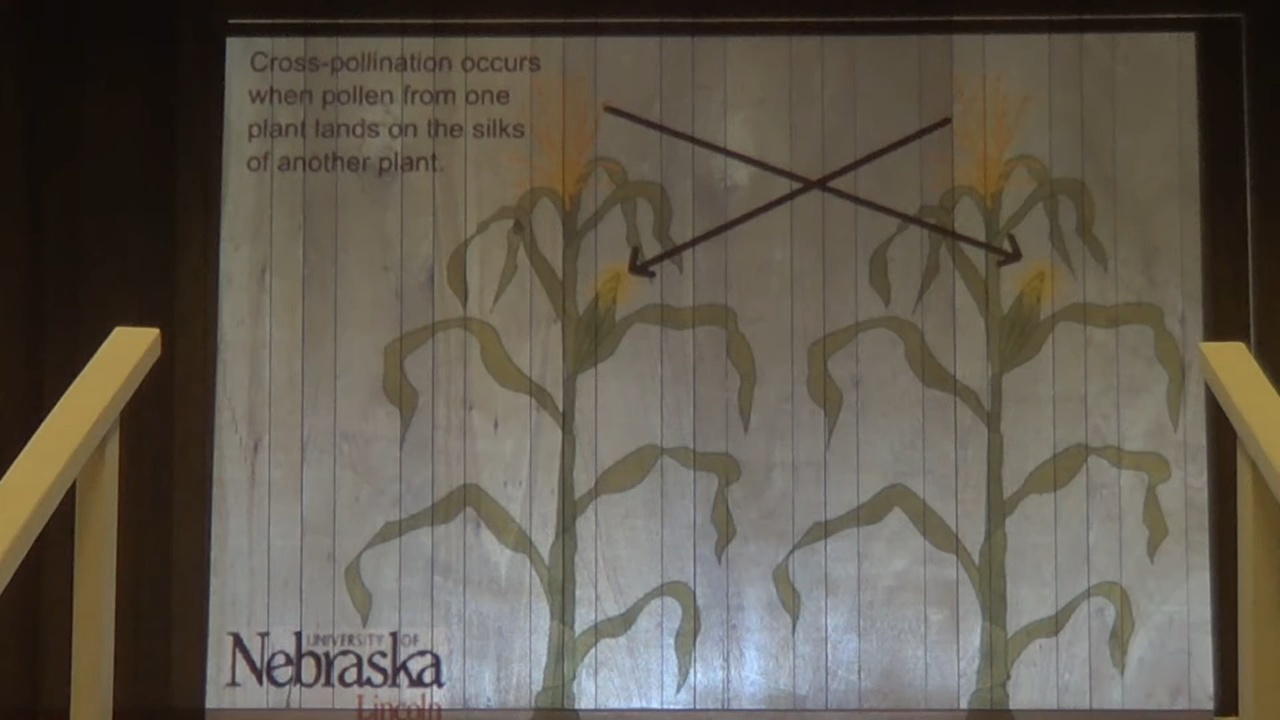 Cross-pollination occurs
when pollen from one
plant lands on the silks
of another plant.
UNIVERSITY OF
Nebraska
Lincoln